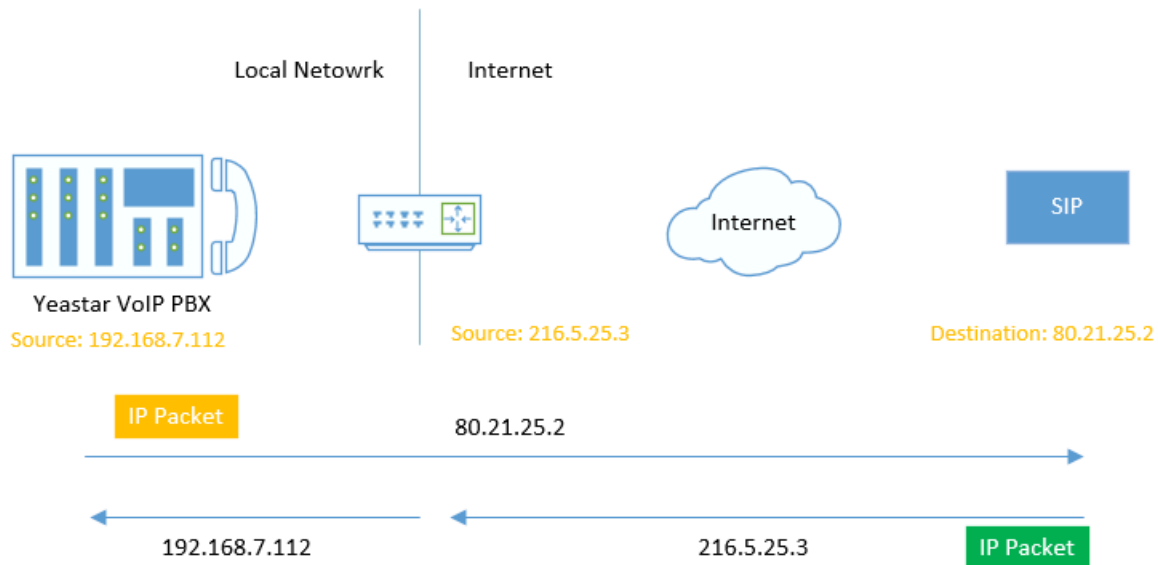 Local Netowrk
Internet
Internet
SIP
Yeastar VoIP PBX
Source: 192.168.7.112
Source: 216.5.25.3
Destination: 80.21.25.2
IP Packet
80.21.25.2
192.168.7.112
216.5.25.3
IP Packet